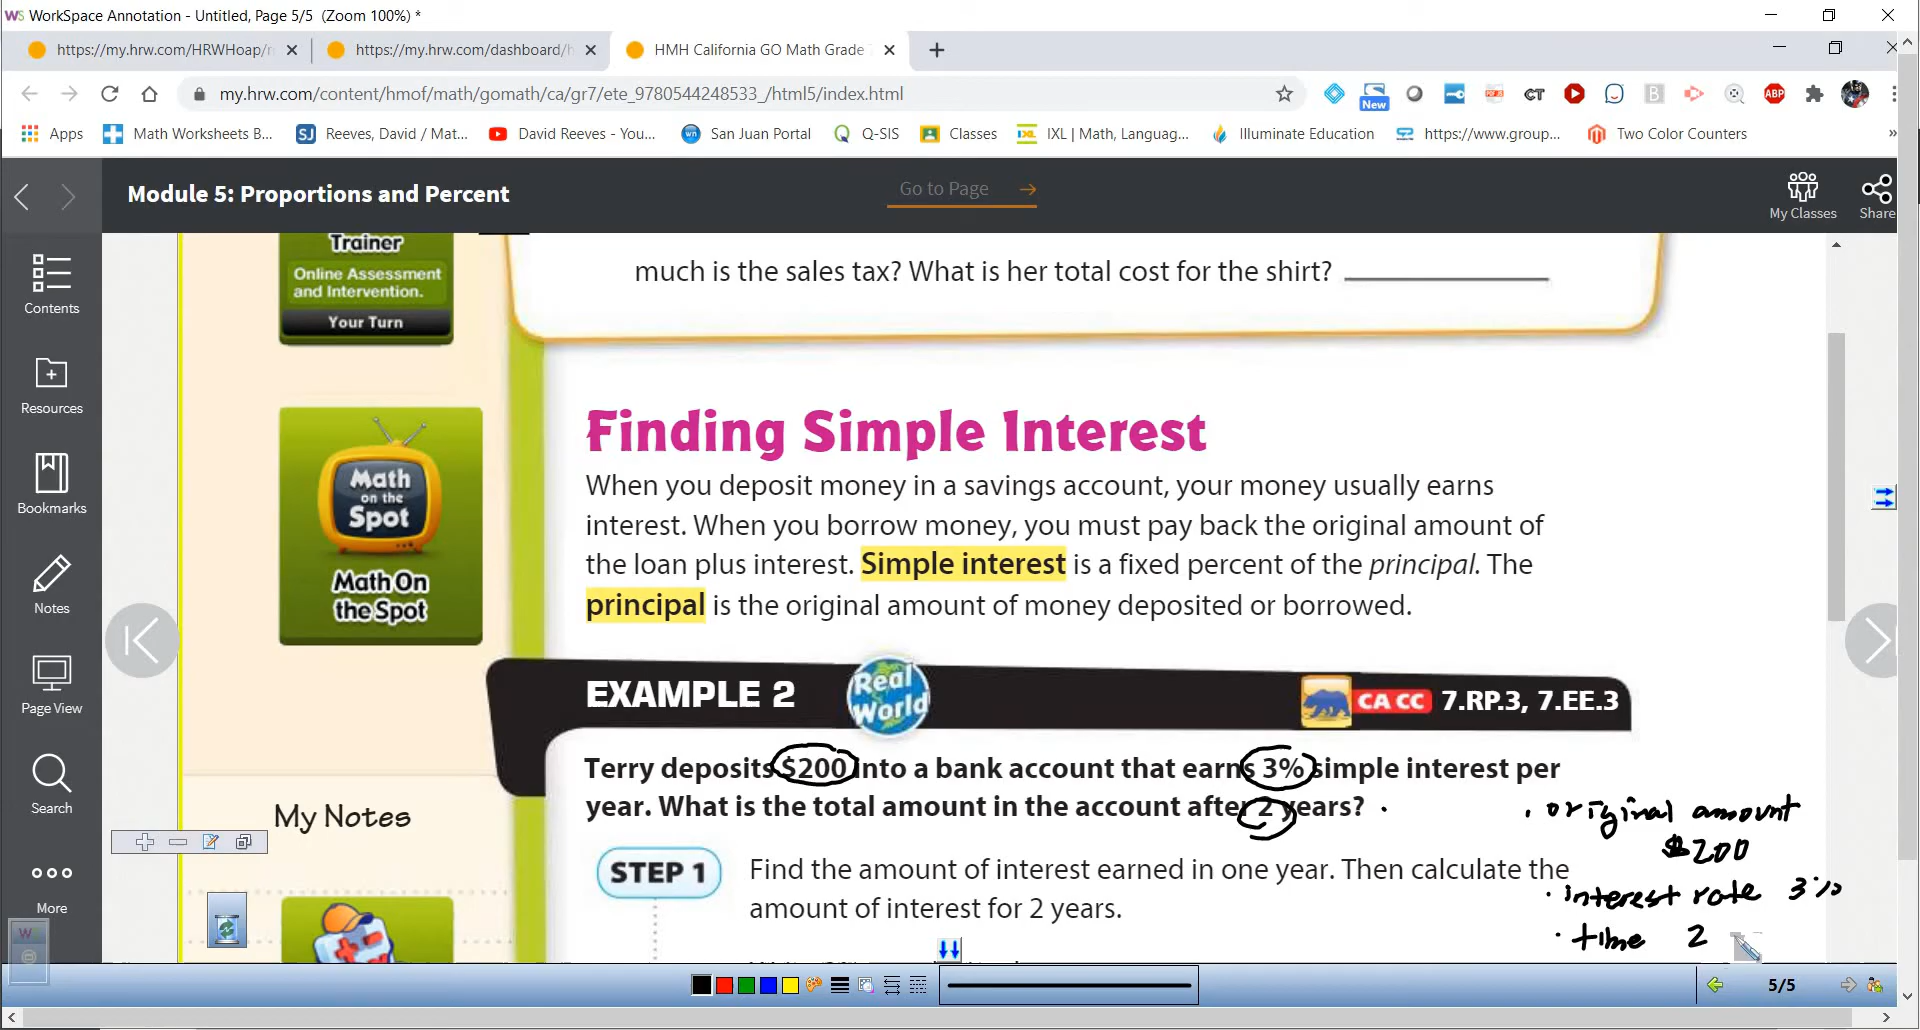 WS WorkSpace Annotation - Untitled, Page 5/5 (Zoom 100%) *
https://my.hrw.com/HRWHoap/
https://my.hrw.com/dashboard/
HMH California GO Math Grade
my.hrw.com/content/hmof/math/gomath/ca/gr7/ete_9780544248533_/html5/index.html
New
CT
ABP
Apps
Math Worksheets B...
SJ Reeves, David / Mat...
David Reeves - You...
San Juan Portal
Q-SIS
Classes
IXL IXL | Math, Languag...
Illuminate Education
https://www.group...
Two Color Counters
»
Module 5: Proportions and Percent
Go to Page
My Classes
Share
Contents
Resources
Bookmarks
Notes
Page View
Search
More
Trainer
Online Assessment
and Intervention.
Your Turn
much is the sales tax? What is her total cost for the shirt?
Math
on the
Spot
Math On
the Spot
Finding Simple Interest
When you deposit money in a savings account, your money usually earns
interest. When you borrow money, you must pay back the original amount of
the loan plus interest. Simple interest is a fixed percent of the principal. The
principal is the original amount of money deposited or borrowed.
EXAMPLE 2
Real
World
CA CC 7.RP.3, 7.EE.3
Terry deposits $200 into a bank account that earns 3% simple interest per
year. What is the total amount in the account after 2 years?
My Notes
STEP 1
Find the amount of interest earned in one year. Then calculate the
amount of interest for 2 years.
· original amount
$200
· interest rate 3%
· time 2
5/5